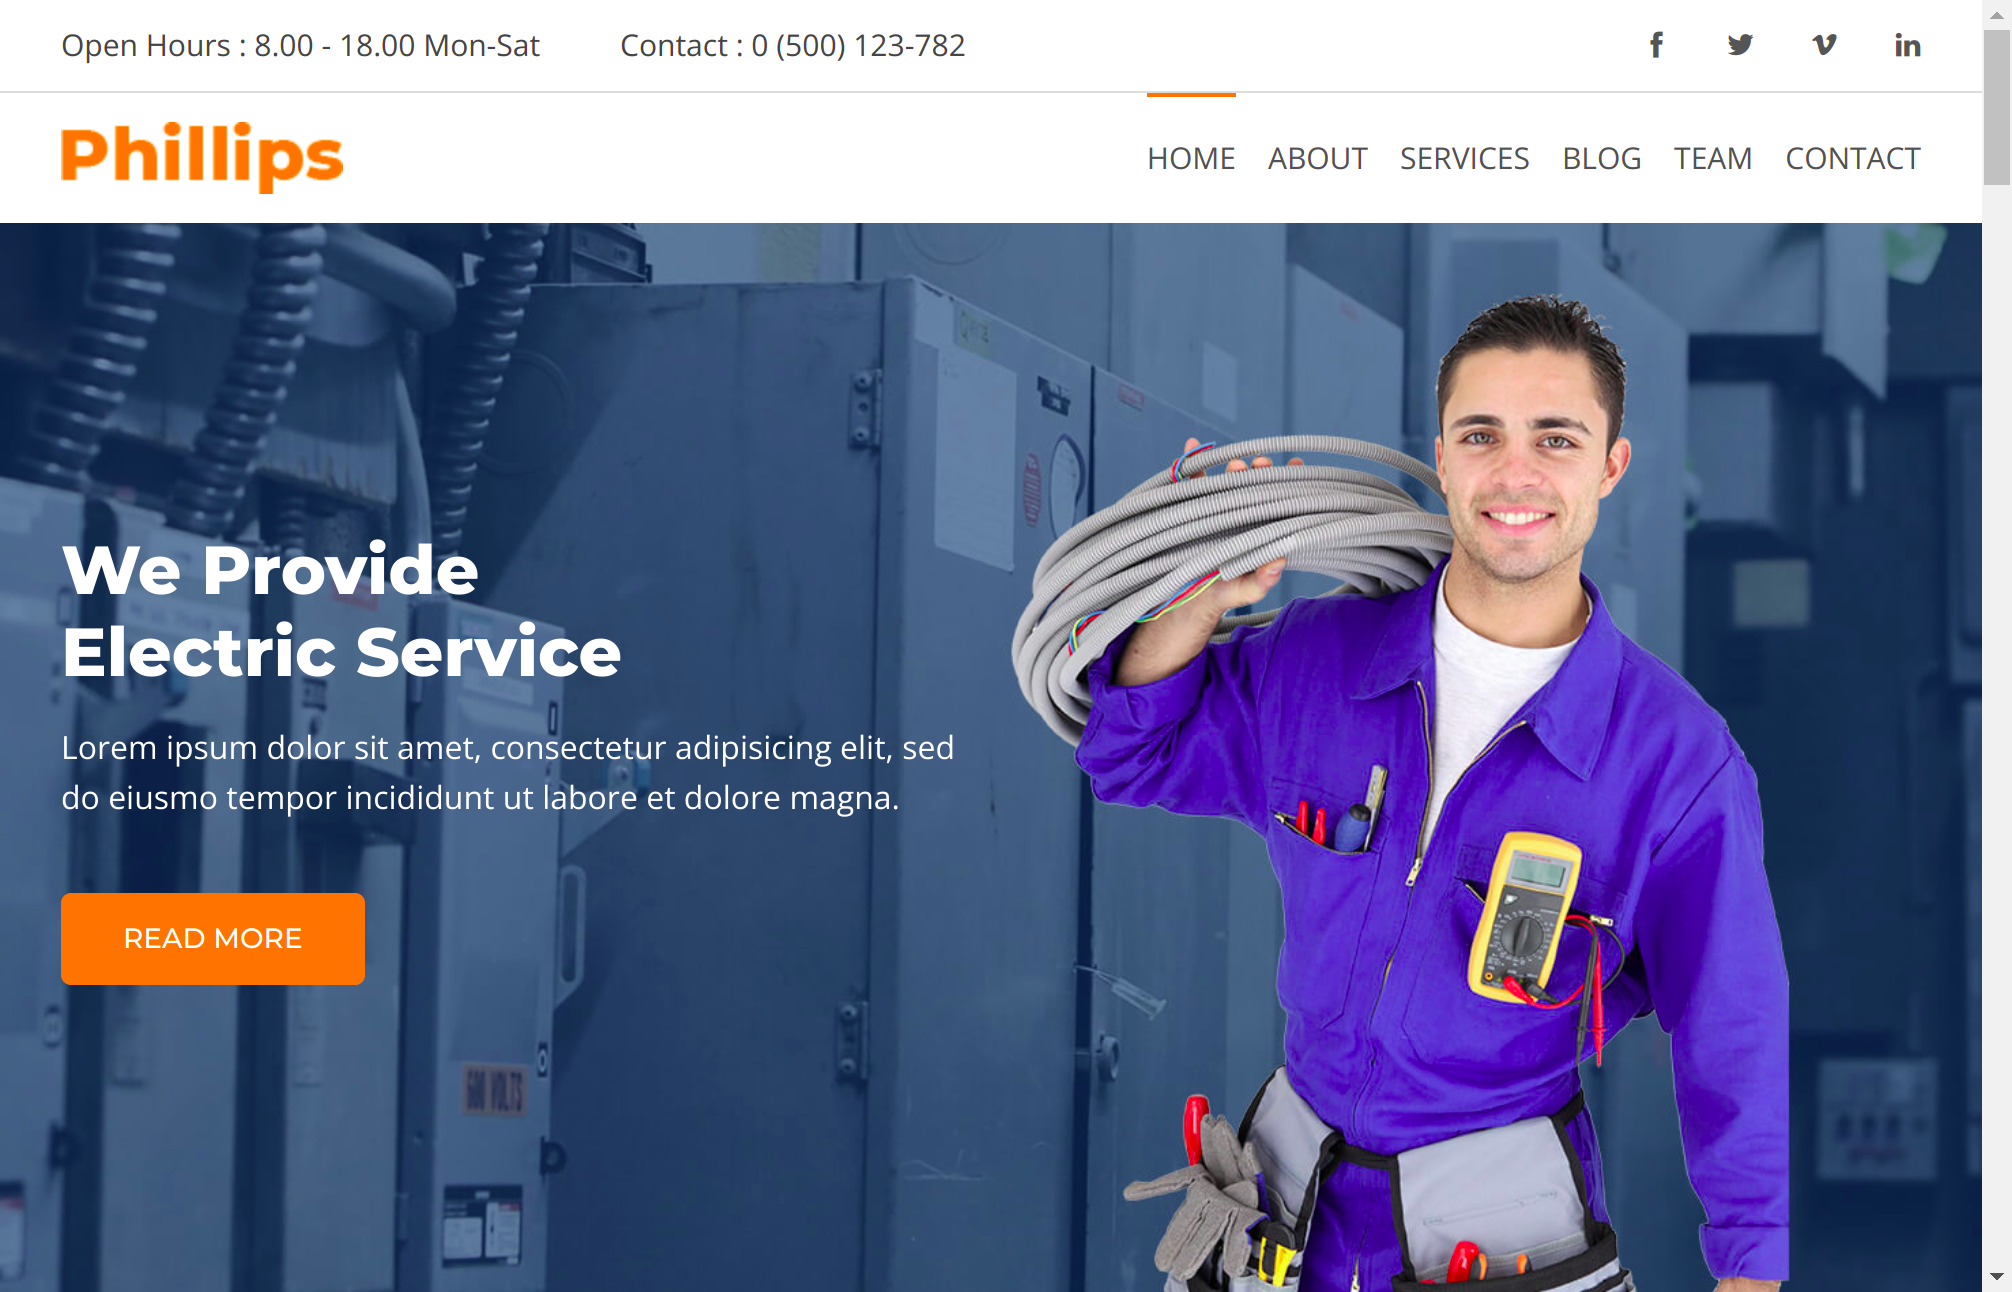 Open Hours : 8.00 - 18.00 Mon-Sat
Contact : 0 (500) 123-782
Phillips
HOME ABOUT SERVICES BLOG TEAM CONTACT
We Provide
Electric Service
Lorem ipsum dolor sit amet, consectetur adipisicing elit, sed
do eiusmo tempor incididunt ut labore et dolore magna.
READ MORE
600 VOLTS